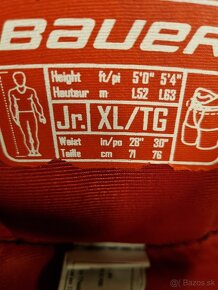 BAUER
Height ft/pi 5'0" 5'4"
Hauteur m 1.52 1.63
Jr. XL/TG
Waist in/po 28" 30"
Taille cm 71 76
Bazos.sk